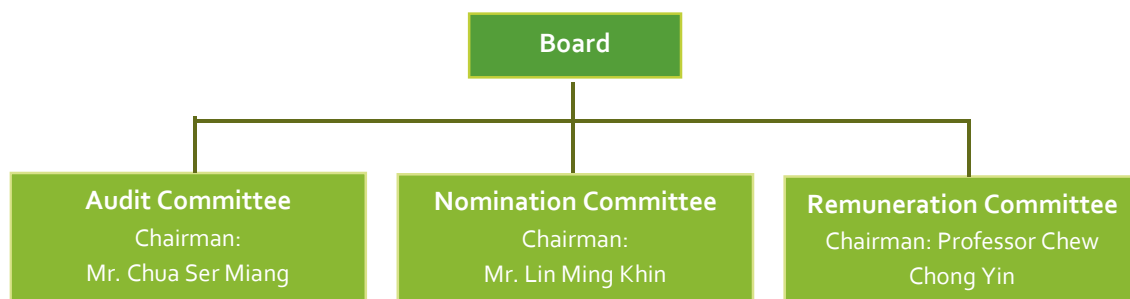 Board
Audit Committee
Chairman:
Mr. Chua Ser Miang
Nomination Committee
Chairman:
Mr. Lin Ming Khin
Remuneration Committee
Chairman: Professor Chew
Chong Yin